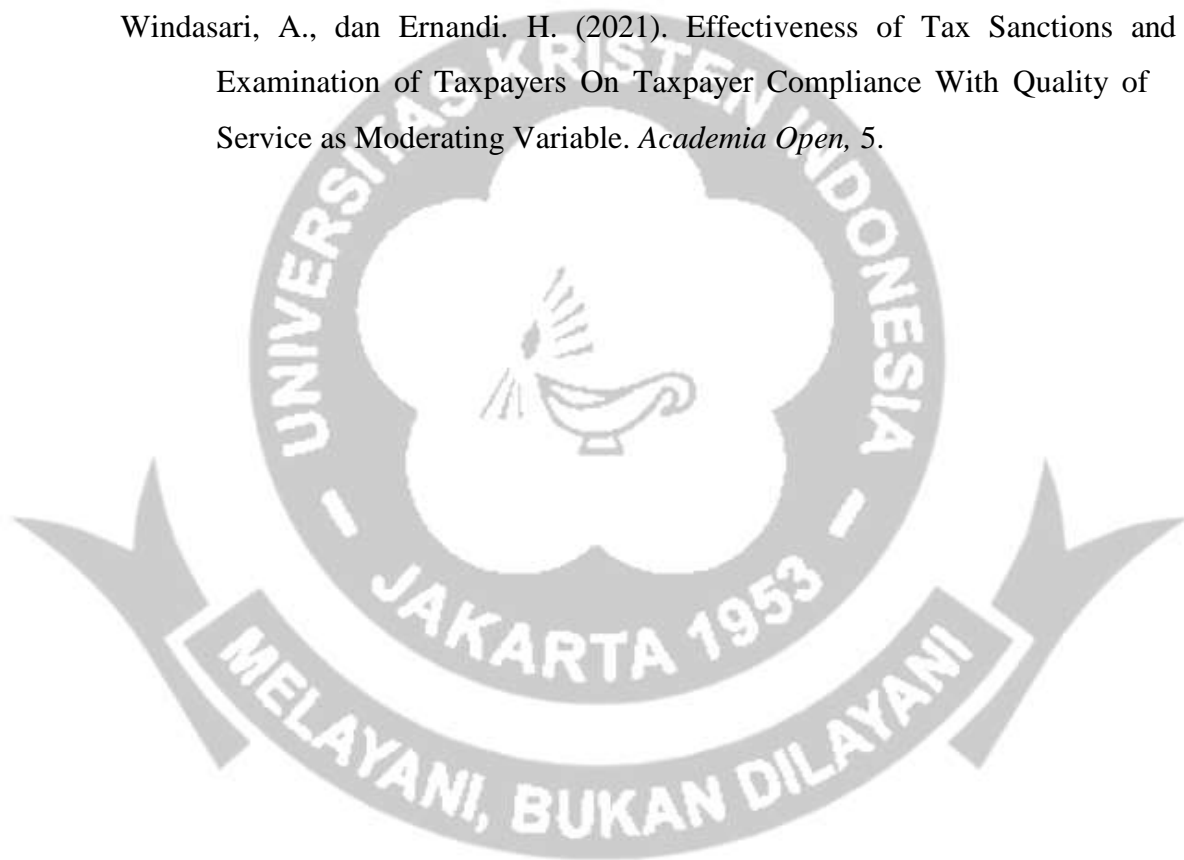 Windasari, A., dan Ernandi. H. (2021). Effectiveness of Tax Sanctions and
Examination of Taxpayers On Taxpayer Compliance With Quality of
Service as Moderating Variable. Academia Open, 5.
UNIVERSITAS KRISTEN INDONESIA
- JAKARTA 1953 -
MELAYANI, BUKAN DILAYANI